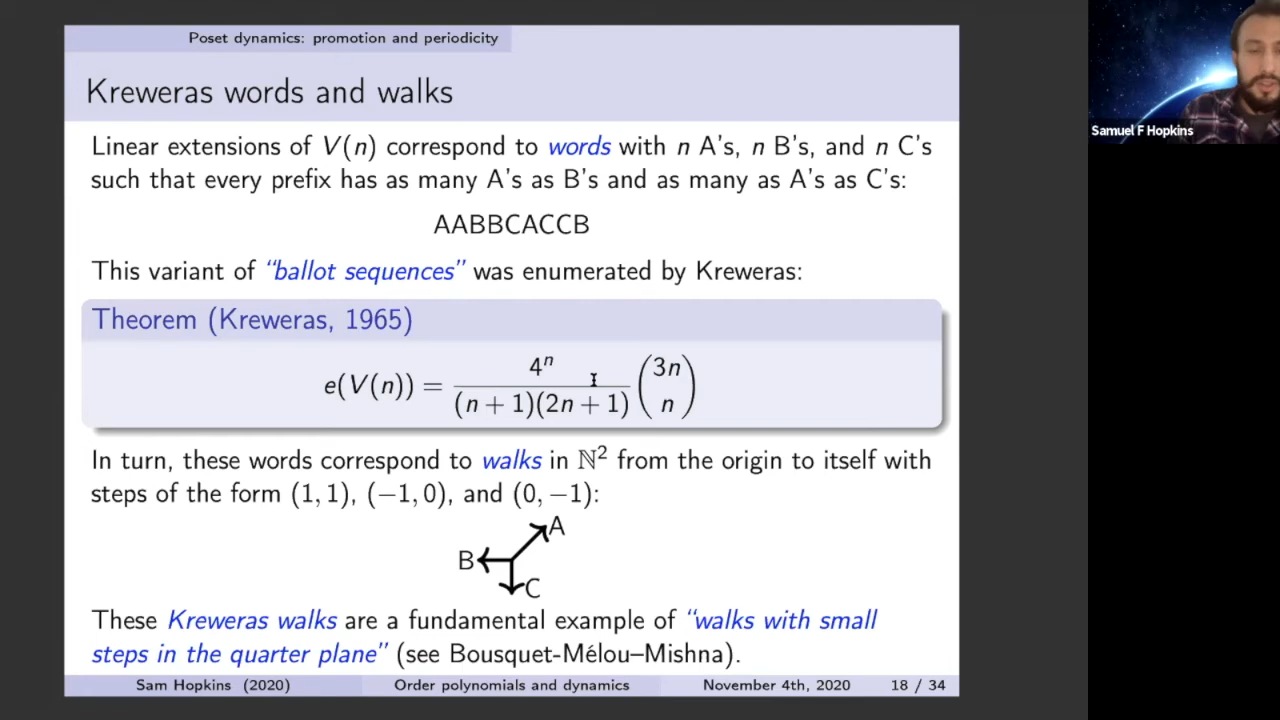 Poset dynamics: promotion and periodicity
Kreweras words and walks
Linear extensions of V(n) correspond to words with n A's, n B's, and n C's
such that every prefix has as many A's as B's and as many as A's as C's:
AABBCACCB
This variant of “ballot sequences” was enumerated by Kreweras:
Theorem (Kreweras, 1965)
e(V(n)) = 4ⁿ / (n + 1)(2n + 1) (3n n)
In turn, these words correspond to walks in ℕ² from the origin to itself with
steps of the form (1, 1), (−1, 0), and (0, −1):
A
B
C
These Kreweras walks are a fundamental example of “walks with small
steps in the quarter plane” (see Bousquet-Mélou–Mishna).
Sam Hopkins (2020) Order polynomials and dynamics November 4th, 2020 18 / 34
Samuel F Hopkins